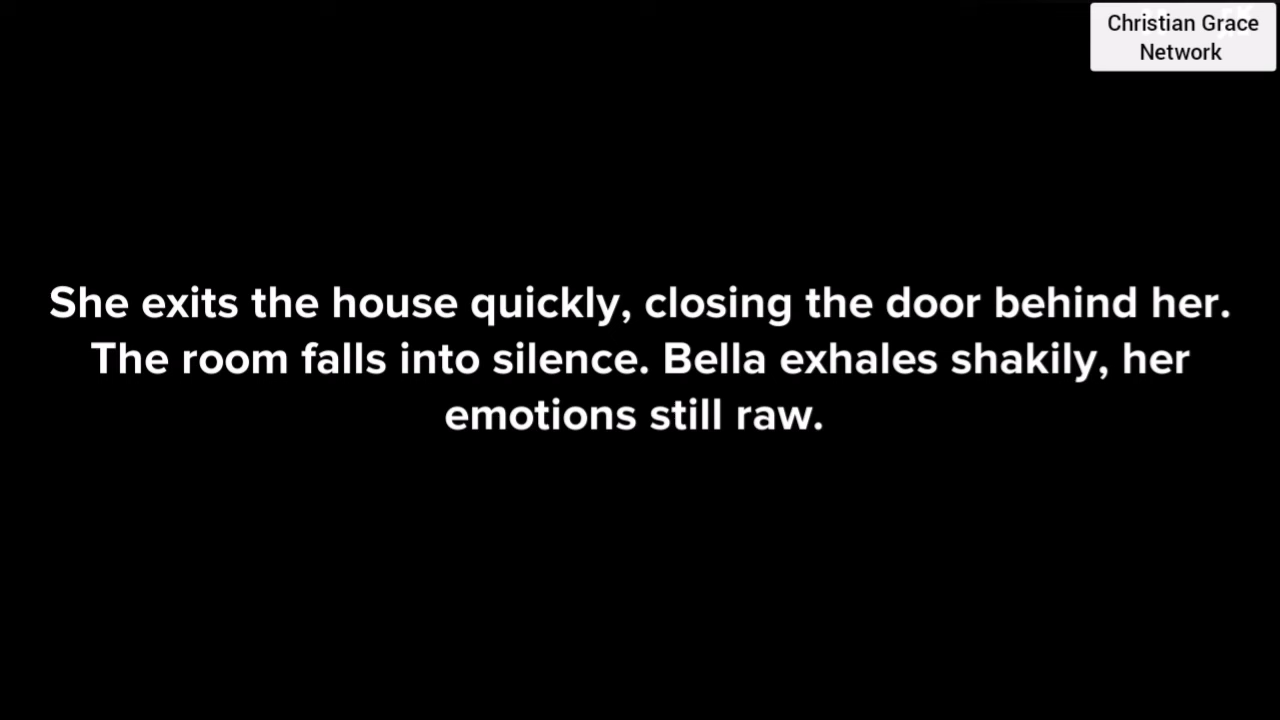 Christian Grace
Network
She exits the house quickly, closing the door behind her.
The room falls into silence. Bella exhales shakily, her
emotions still raw.